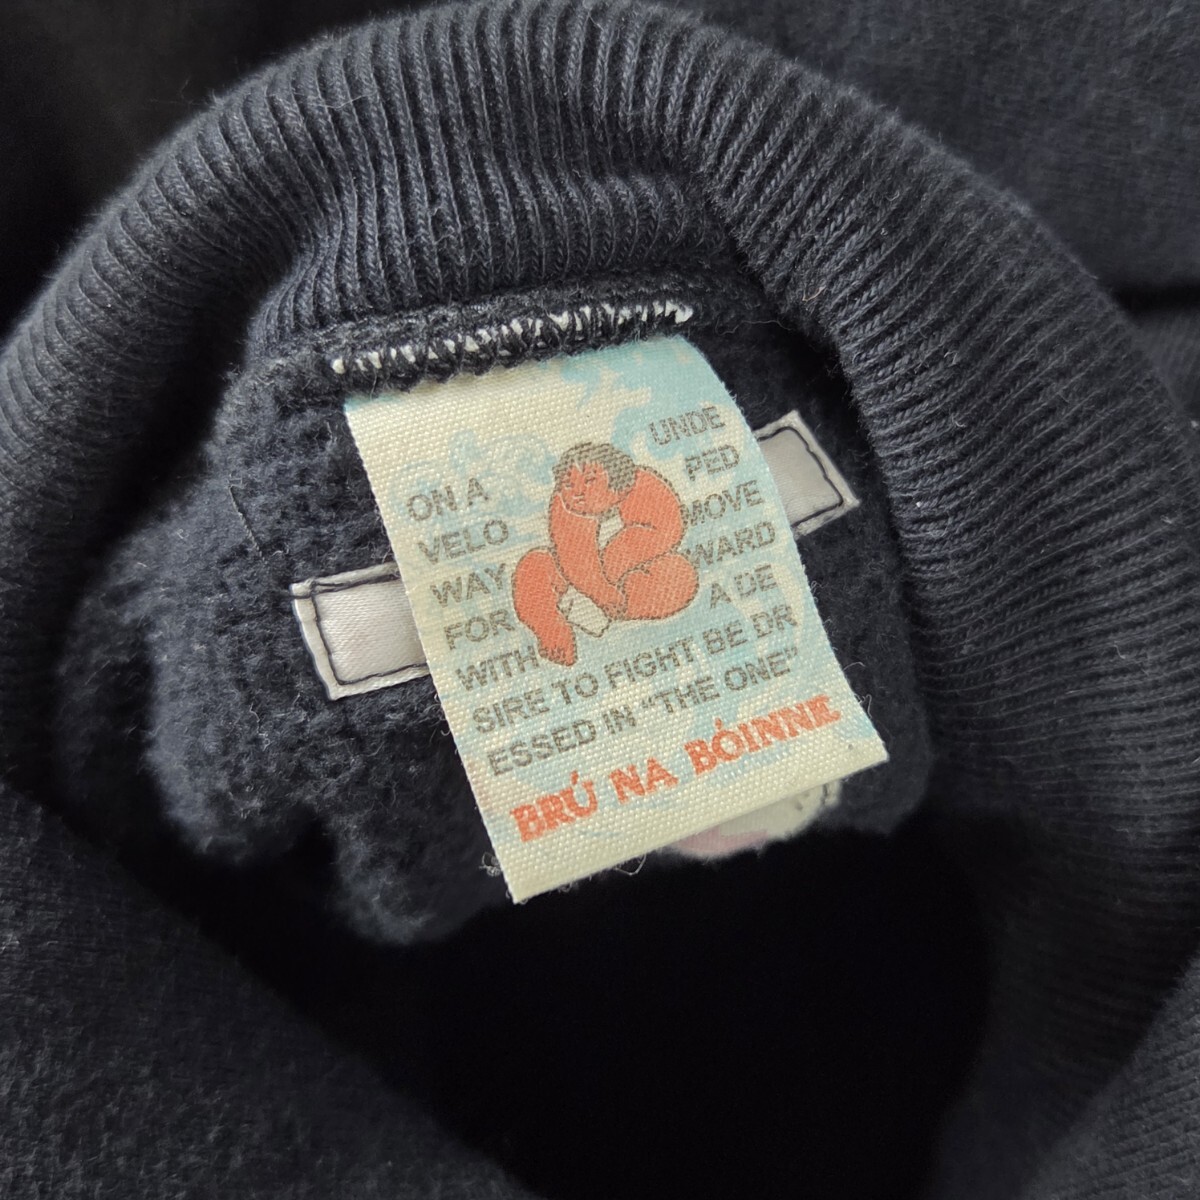 ON A UNDE
VELO PED
WAY MOVE
FOR WARD
WITH A DE
SIRE TO FIGHT BE DR
ESSED IN "THE ONE"
BRÚ NA BÓINNE